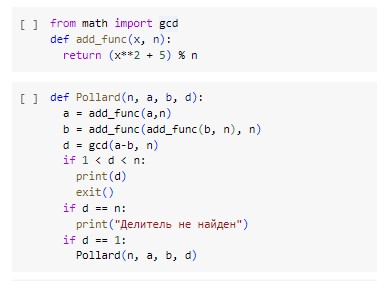 [ ] from math import gcd
def add_func(x, n):
  return (x**2 + 5) % n
[ ] def Pollard(n, a, b, d):
  a = add_func(a,n)
  b = add_func(add_func(b, n), n)
  d = gcd(a-b, n)
  if 1 < d < n:
    print(d)
    exit()
  if d == n:
    print("Делитель не найден")
  if d == 1:
    Pollard(n, a, b, d)